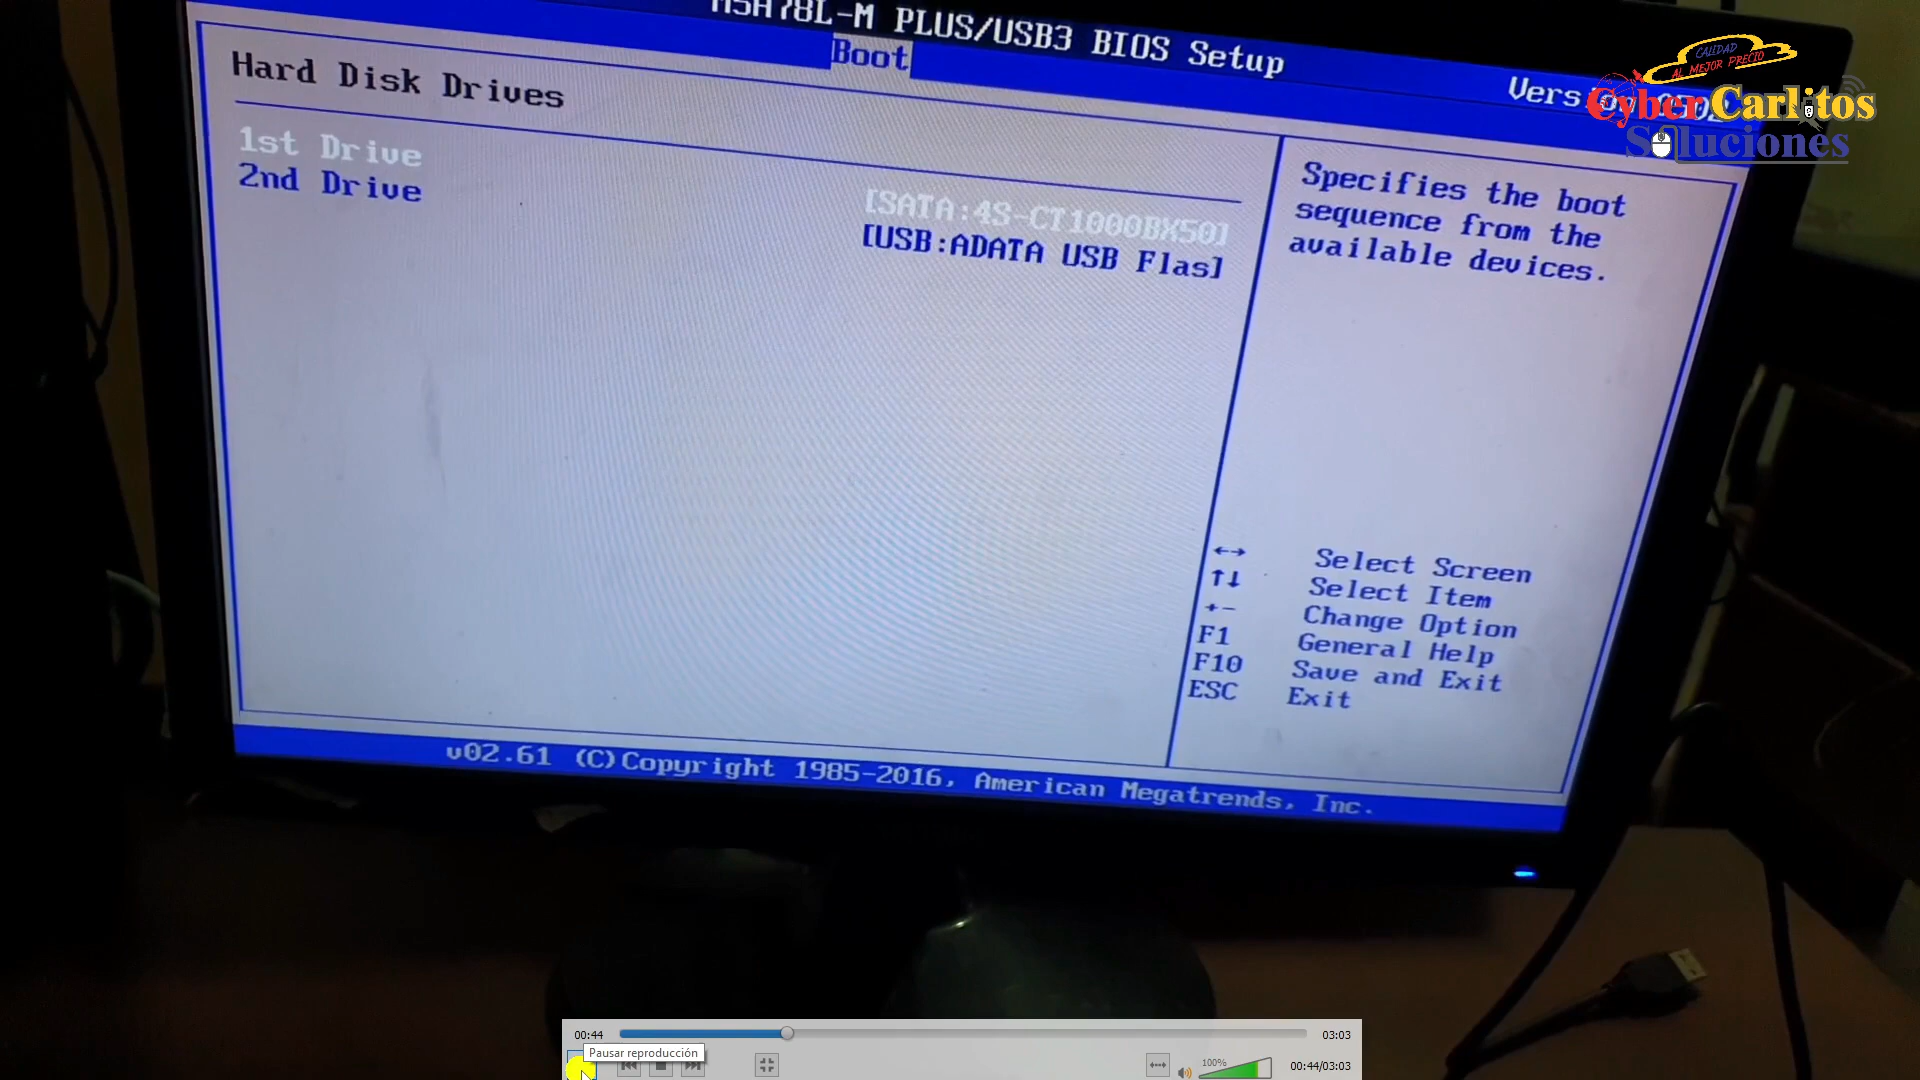 M5A78L-M PLUS/USB3 BIOS Setup
Boot
CALIDAD
AL MEJOR PRECIO
CyberCarlitos
Soluciones
Hard Disk Drives
1st Drive [SATA:4S-CT1000BX50]
2nd Drive [USB:ADATA USB Flas]
Specifies the boot
sequence from the
available devices.
←→ Select Screen
↑↓ Select Item
+- Change Option
F1 General Help
F10 Save and Exit
ESC Exit
v02.61 (C)Copyright 1985-2016, American Megatrends, Inc.
00:44
03:03
Pausar reproducción
100%
00:44/03:03